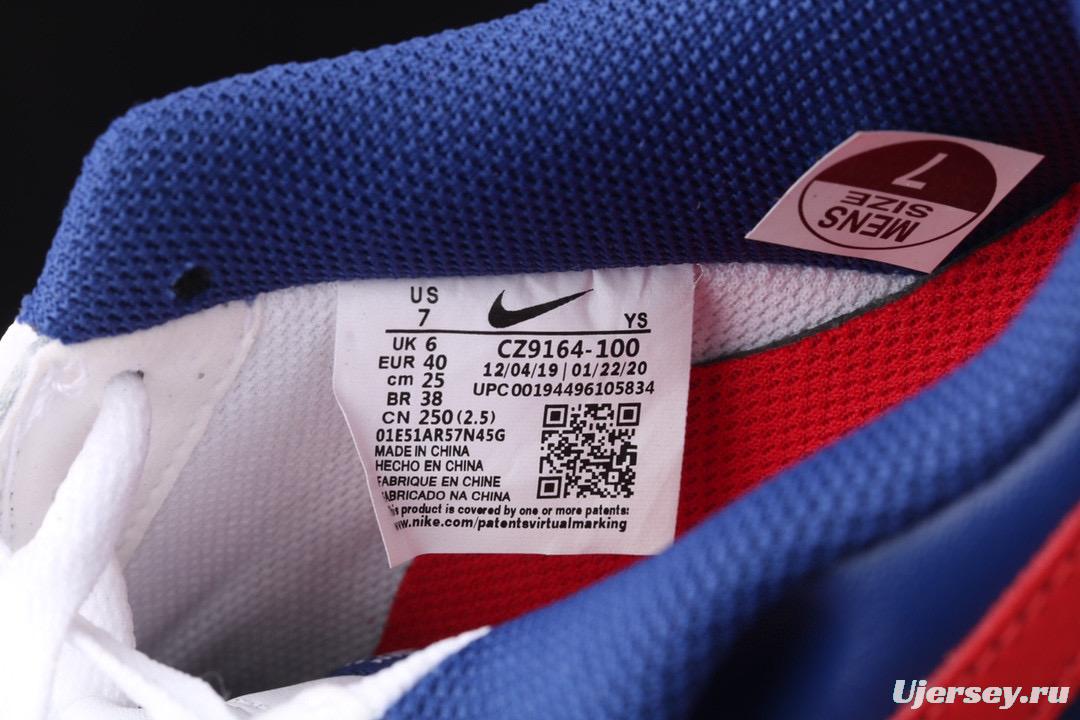 7
MENS
SIZE
US
7
YS
UK 6
EUR 40
cm 25
BR 38
CN 250 (2.5)
CZ9164-100
12/04/19 | 01/22/20
UPC00194496105834
01E51AR57N45G
MADE IN CHINA
HECHO EN CHINA
FABRIQUE EN CHINE
FABRICADO NA CHINA
is product is covered by one or more patents:
www.nike.com/patentsvirtualmarking
Ujersey.ru